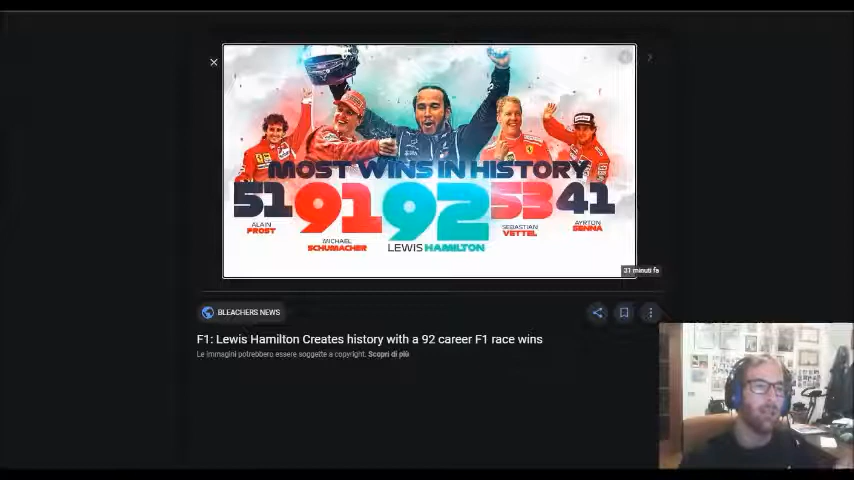 MOST WINS IN HISTORY
51 91 92 53 41
ALAIN
PROST
MICHAEL
SCHUMACHER
LEWIS HAMILTON
SEBASTIAN
VETTEL
AYRTON
SENNA
31 minuti fa
BLEACHERS NEWS
F1: Lewis Hamilton Creates history with a 92 career F1 race wins
Le immagini potrebbero essere soggette a copyright. Scopri di più